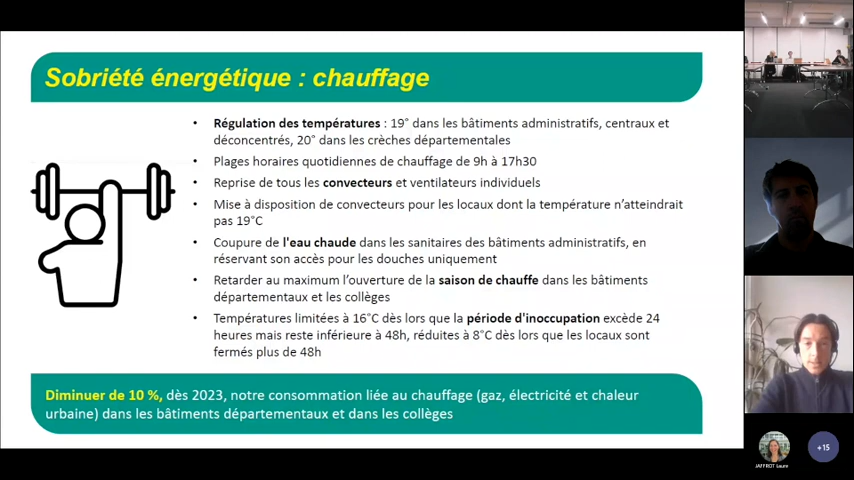 Sobriété énergétique : chauffage
• Régulation des températures : 19° dans les bâtiments administratifs, centraux et
déconcentrés, 20° dans les crèches départementales
• Plages horaires quotidiennes de chauffage de 9h à 17h30
• Reprise de tous les convecteurs et ventilateurs individuels
• Mise à disposition de convecteurs pour les locaux dont la température n'atteindrait
pas 19°C
• Coupure de l'eau chaude dans les sanitaires des bâtiments administratifs, en
réservant son accès pour les douches uniquement
• Retarder au maximum l'ouverture de la saison de chauffe dans les bâtiments
départementaux et les collèges
• Températures limitées à 16°C dès lors que la période d'inoccupation excède 24
heures mais reste inférieure à 48h, réduites à 8°C dès lors que les locaux sont
fermés plus de 48h
Diminuer de 10 %, dès 2023, notre consommation liée au chauffage (gaz, électricité et chaleur
urbaine) dans les bâtiments départementaux et dans les collèges
JAFFROT Laure
+15